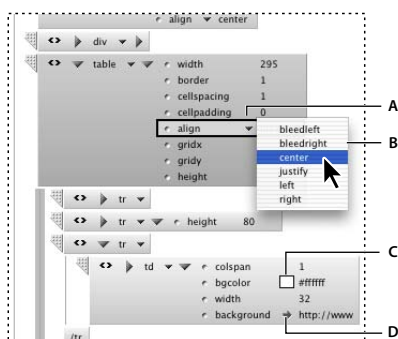 align center
<> div
<> table width 295
border 1
cellspacing 1
cellpadding 0
A
align
bleedleft
B
gridx
bleedright
gridy
center
height
justify
left
right
<> tr
<> tr height 80
<> tr
C
<> td colspan 1
bgcolor #ffffff
width 32
background http://www
D
/tr